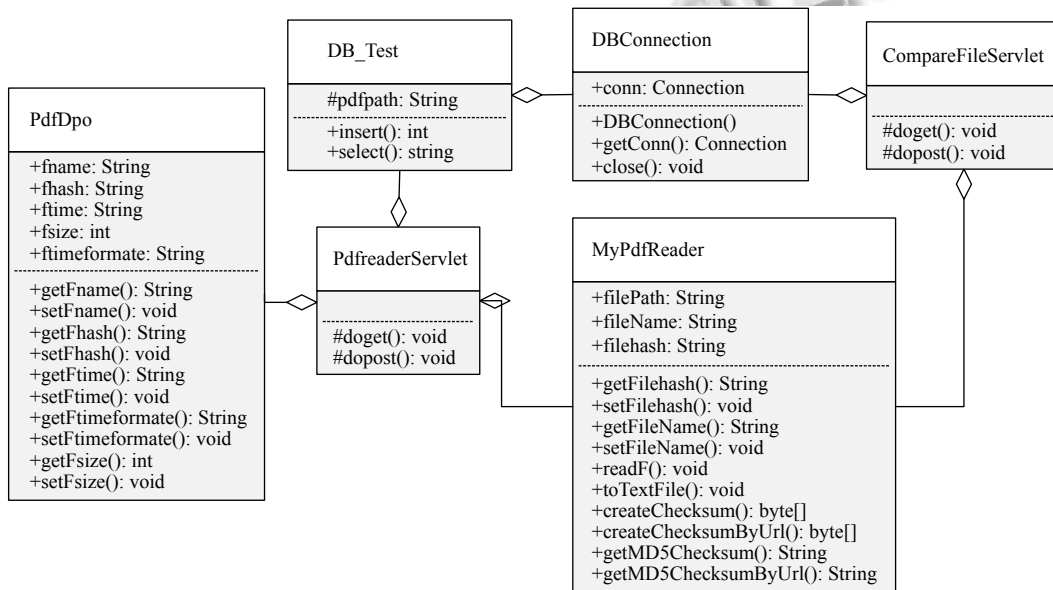 PdfDpo
+fname: String
+fhash: String
+ftime: String
+fsize: int
+ftimeformate: String
+getFname(): String
+setFname(): void
+getFhash(): String
+setFhash(): void
+getFtime(): String
+setFtime(): void
+getFtimeformate(): String
+setFtimeformate(): void
+getFsize(): int
+setFsize(): void
DB_Test
#pdfpath: String
+insert(): int
+select(): string
PdfreaderServlet
#doget(): void
#dopost(): void
DBConnection
+conn: Connection
+DBConnection()
+getConn(): Connection
+close(): void
CompareFileServlet
#doget(): void
#dopost(): void
MyPdfReader
+filePath: String
+fileName: String
+filehash: String
+getFilehash(): String
+setFilehash(): void
+getFileName(): String
+setFileName(): void
+readF(): void
+toTextFile(): void
+createChecksum(): byte[]
+createChecksumByUrl(): byte[]
+getMD5Checksum(): String
+getMD5ChecksumByUrl(): String